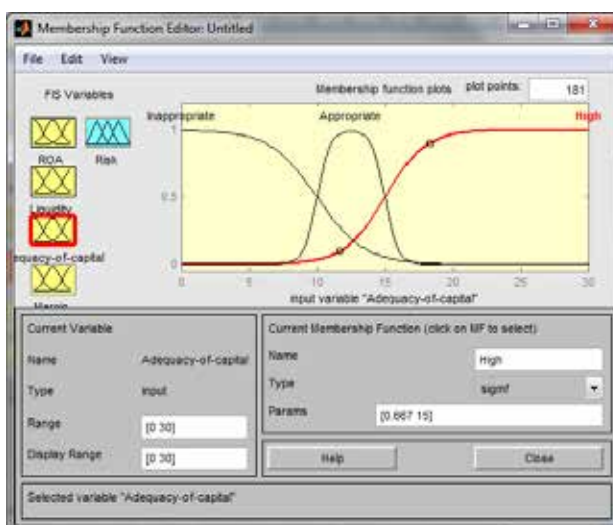 Membership Function Editor: Untitled
File Edit View
FIS Variables
Membership function plots plot points: 181
ROA Risk
Liquidity
equacy-of-capital
Margin
Inappropriate Appropriate High
1
0.5
0
0 5 10 15 20 25 30
input variable "Adequacy-of-capital"
Current Variable
Name Adequacy-of-capital
Type input
Range [0 30]
Display Range [0 30]
Current Membership Function (click on MF to select)
Name High
Type sigmf
Params [0.667 15]
Help Close
Selected variable "Adequacy-of-capital"